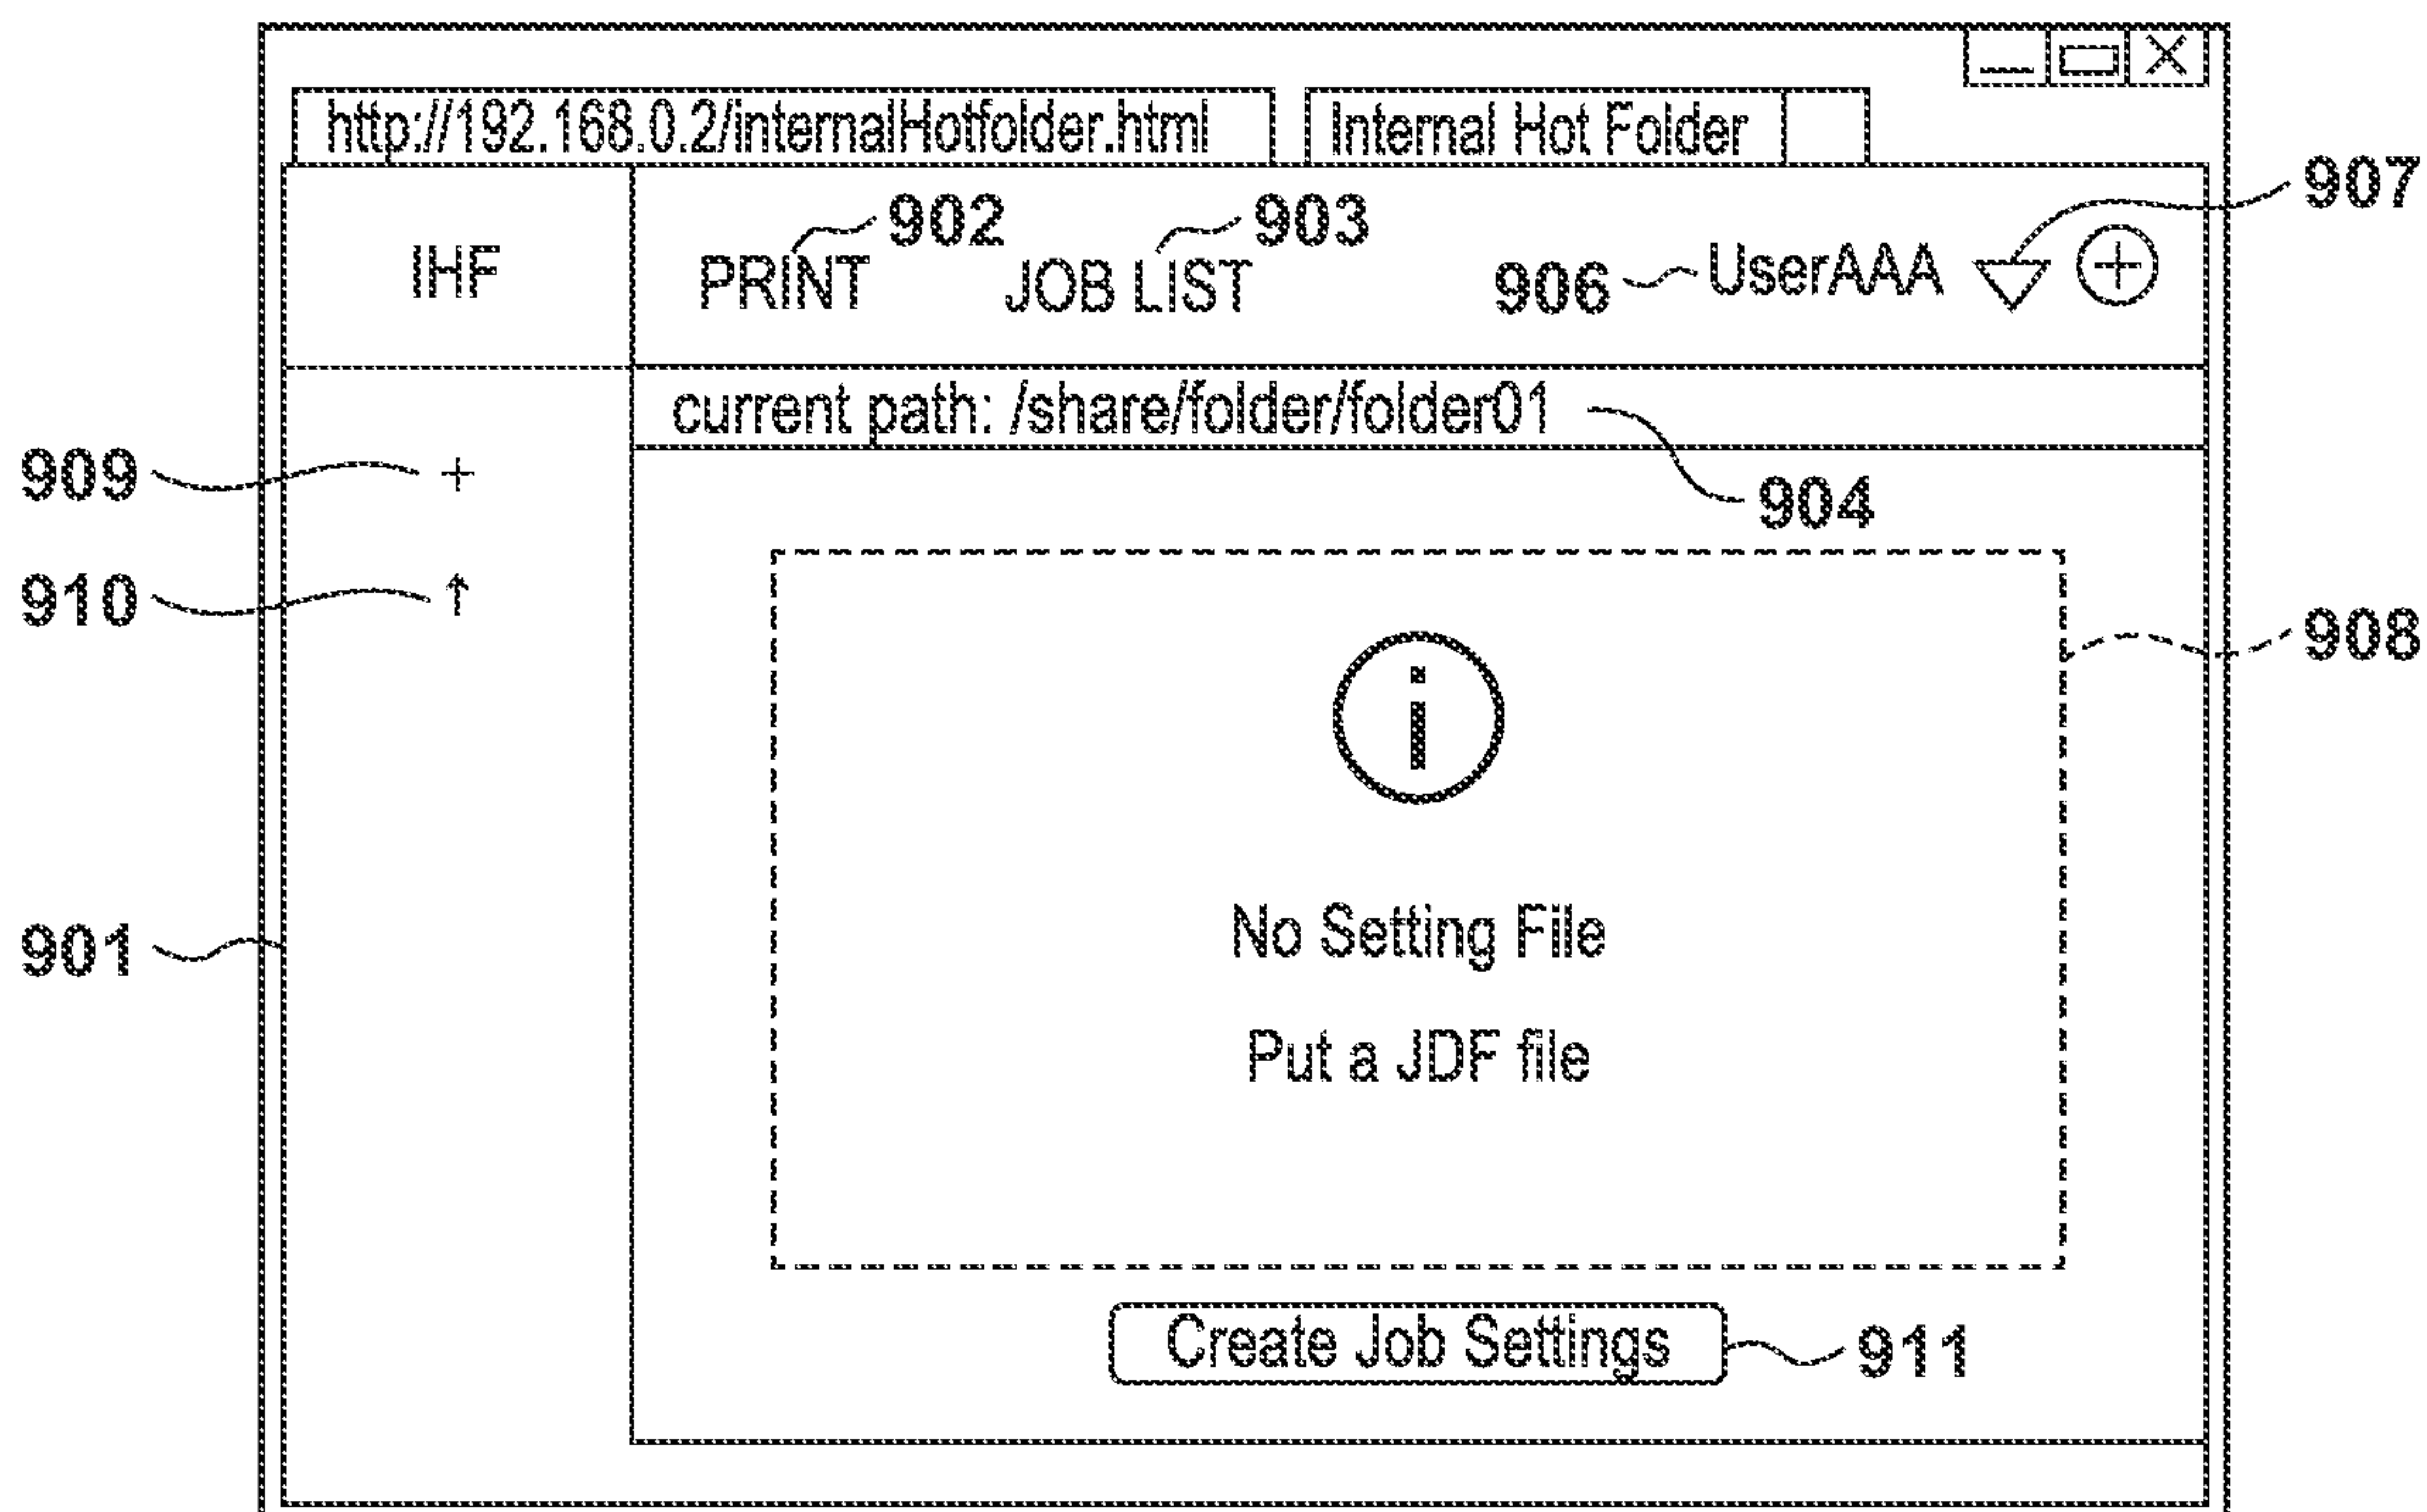 http://192.168.0.2/internalHotfolder.html Internal Hot Folder
907
902 903
IHF PRINT JOB LIST 906 UserAAA
current path: /share/folder/folder01
909 +
904
910 ↑
908
i
901
No Setting File
Put a JDF file
Create Job Settings 911